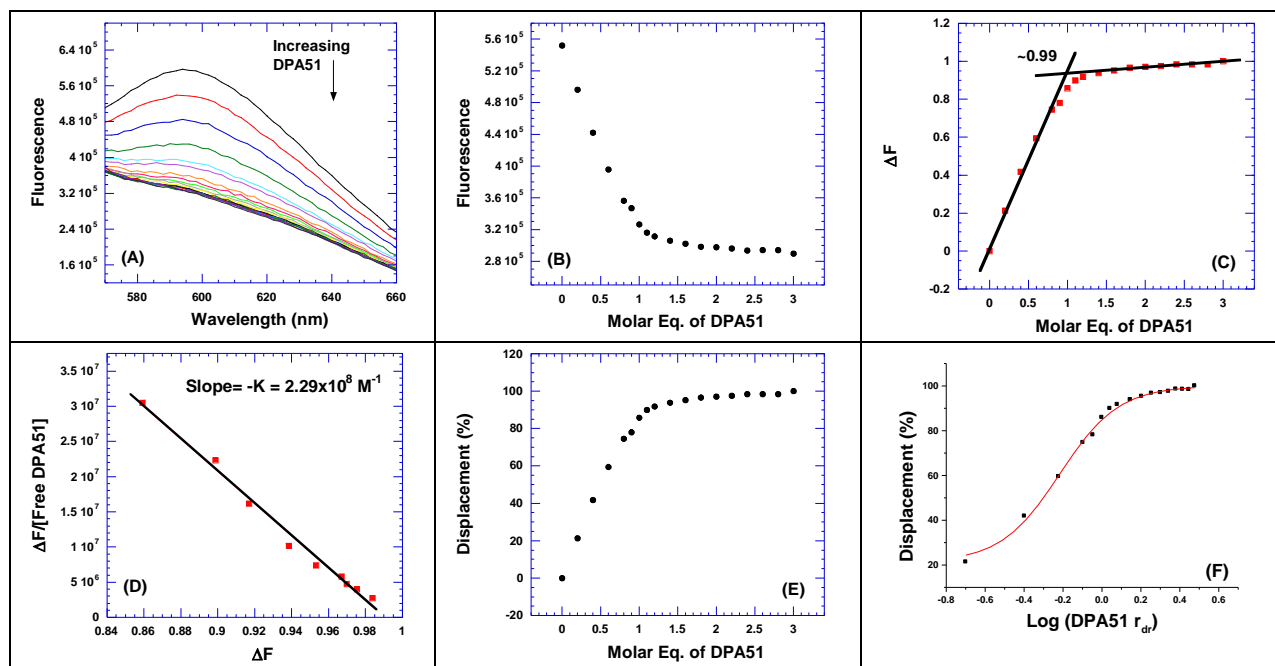 6.4 10⁵
5.6 10⁵
4.8 10⁵
4 10⁵
3.2 10⁵
2.4 10⁵
1.6 10⁵
Fluorescence
Increasing
DPA51
(A)
580 600 620 640 660
Wavelength (nm)
5.6 10⁵
5.2 10⁵
4.8 10⁵
4.4 10⁵
4 10⁵
3.6 10⁵
3.2 10⁵
2.8 10⁵
Fluorescence
(B)
0 0.5 1 1.5 2 2.5 3
Molar Eq. of DPA51
1.2
1
0.8
0.6
0.4
0.2
0
-0.2
ΔF
~0.99
(C)
0 0.5 1 1.5 2 2.5 3
Molar Eq. of DPA51
3.5 10⁷
3 10⁷
2.5 10⁷
2 10⁷
1.5 10⁷
1 10⁷
5 10⁶
0
ΔF/[Free DPA51]
Slope= -K = 2.29x10⁸ M⁻¹
(D)
0.84 0.86 0.88 0.9 0.92 0.94 0.96 0.98 1
ΔF
120
100
80
60
40
20
0
-20
Displacement (%)
(E)
0 0.5 1 1.5 2 2.5 3
Molar Eq. of DPA51
100
80
60
40
20
Displacement (%)
(F)
-0.8 -0.4 0.0 0.2 0.4 0.6
Log (DPA51 r_dr)